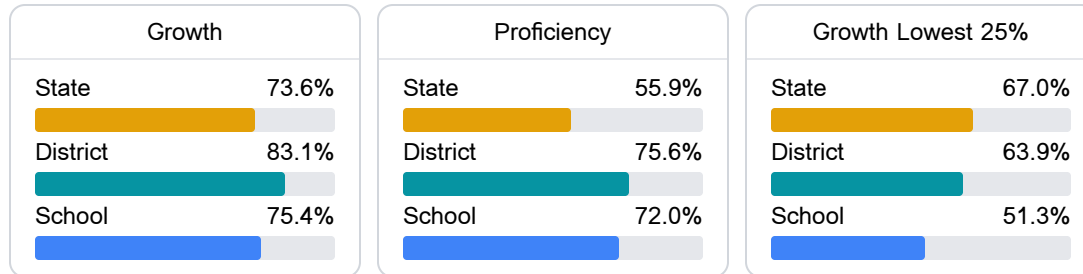 Growth
State 73.6%
District 83.1%
School 75.4%
Proficiency
State 55.9%
District 75.6%
School 72.0%
Growth Lowest 25%
State 67.0%
District 63.9%
School 51.3%